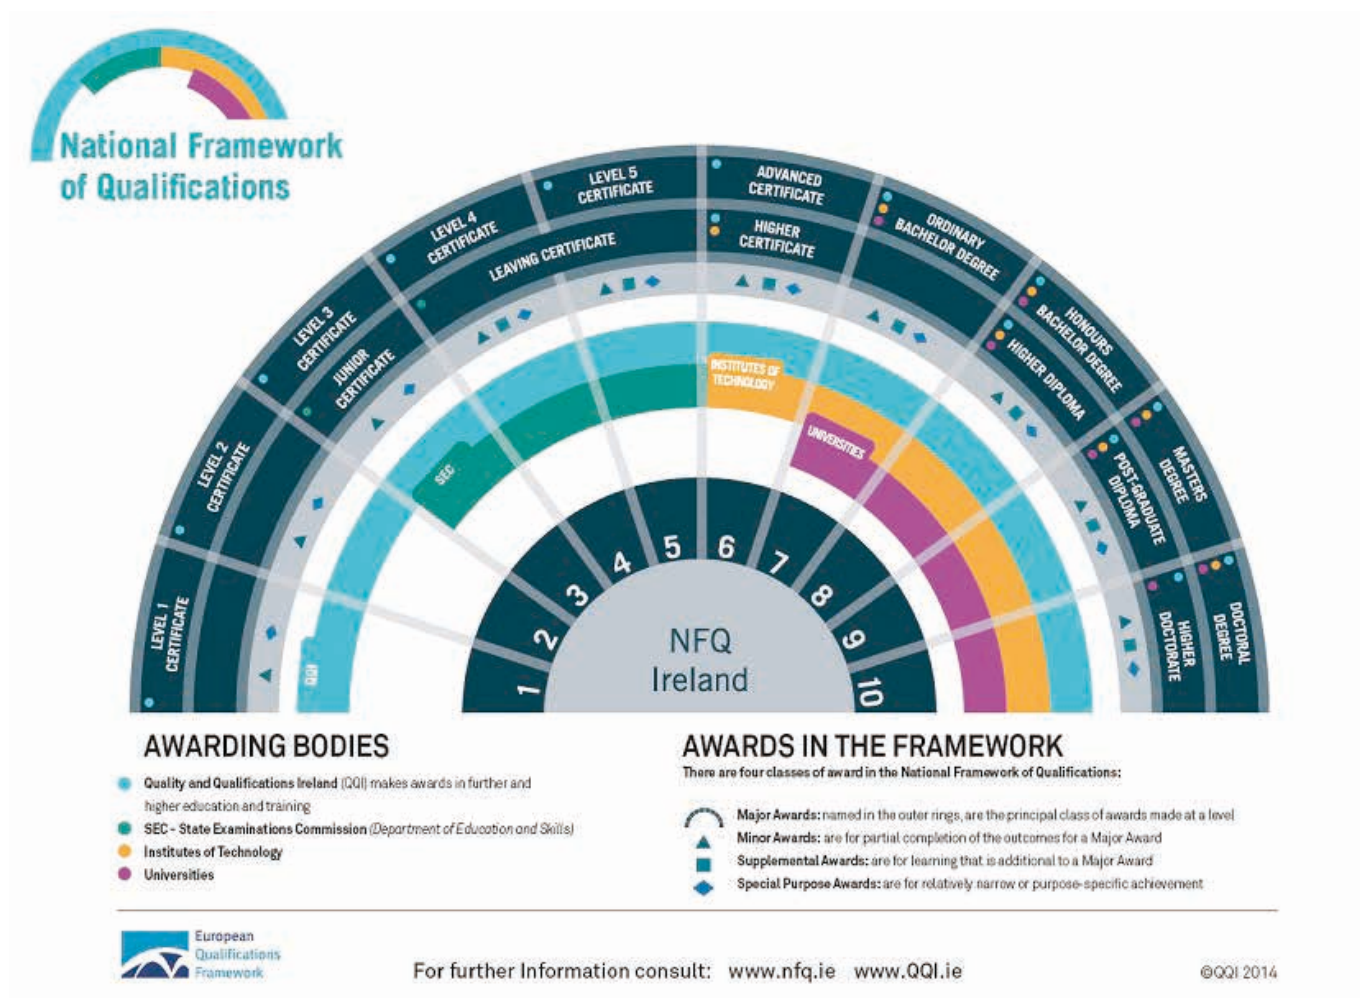 National Framework
of Qualifications
LEVEL 1
CERTIFICATE
LEVEL 2
CERTIFICATE
LEVEL 3
CERTIFICATE
LEVEL 4
CERTIFICATE
LEVEL 5
CERTIFICATE
ADVANCED
CERTIFICATE
ORDINARY
BACHELOR DEGREE
HONOURS
BACHELOR DEGREE
MASTERS
DEGREE
DOCTORAL
DEGREE
JUNIOR
CERTIFICATE
LEAVING CERTIFICATE
HIGHER
CERTIFICATE
HIGHER DIPLOMA
POST-GRADUATE
DIPLOMA
HIGHER
DOCTORATE
QQI
SEC
INSTITUTES OF
TECHNOLOGY
UNIVERSITIES
1
2
3
4
5
6
7
8
9
10
NFQ
Ireland
AWARDING BODIES
Quality and Qualifications Ireland (QQI) makes awards in further and
higher education and training
SEC - State Examinations Commission (Department of Education and Skills)
Institutes of Technology
Universities
AWARDS IN THE FRAMEWORK
There are four classes of award in the National Framework of Qualifications:
Major Awards: named in the outer rings, are the principal class of awards made at a level
Minor Awards: are for partial completion of the outcomes for a Major Award
Supplemental Awards: are for learning that is additional to a Major Award
Special Purpose Awards: are for relatively narrow or purpose-specific achievement
European
Qualifications
Framework
For further Information consult: www.nfq.ie www.QQI.ie
©QQI 2014